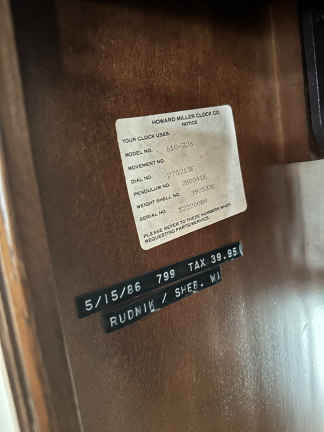 HOWARD MILLER CLOCK CO.
NOTICE
YOUR CLOCK USES:
MODEL NO.
MOVEMENT NO.
DIAL NO.
PENDULUM NO.
WEIGHT SHELL NO.
SERIAL NO.
PLEASE REFER TO THESE NUMBERS WHEN
REQUESTING PARTS/SERVICE.
5/15/86 799 TAX 39.95
RUDNIK / SHEB. WI